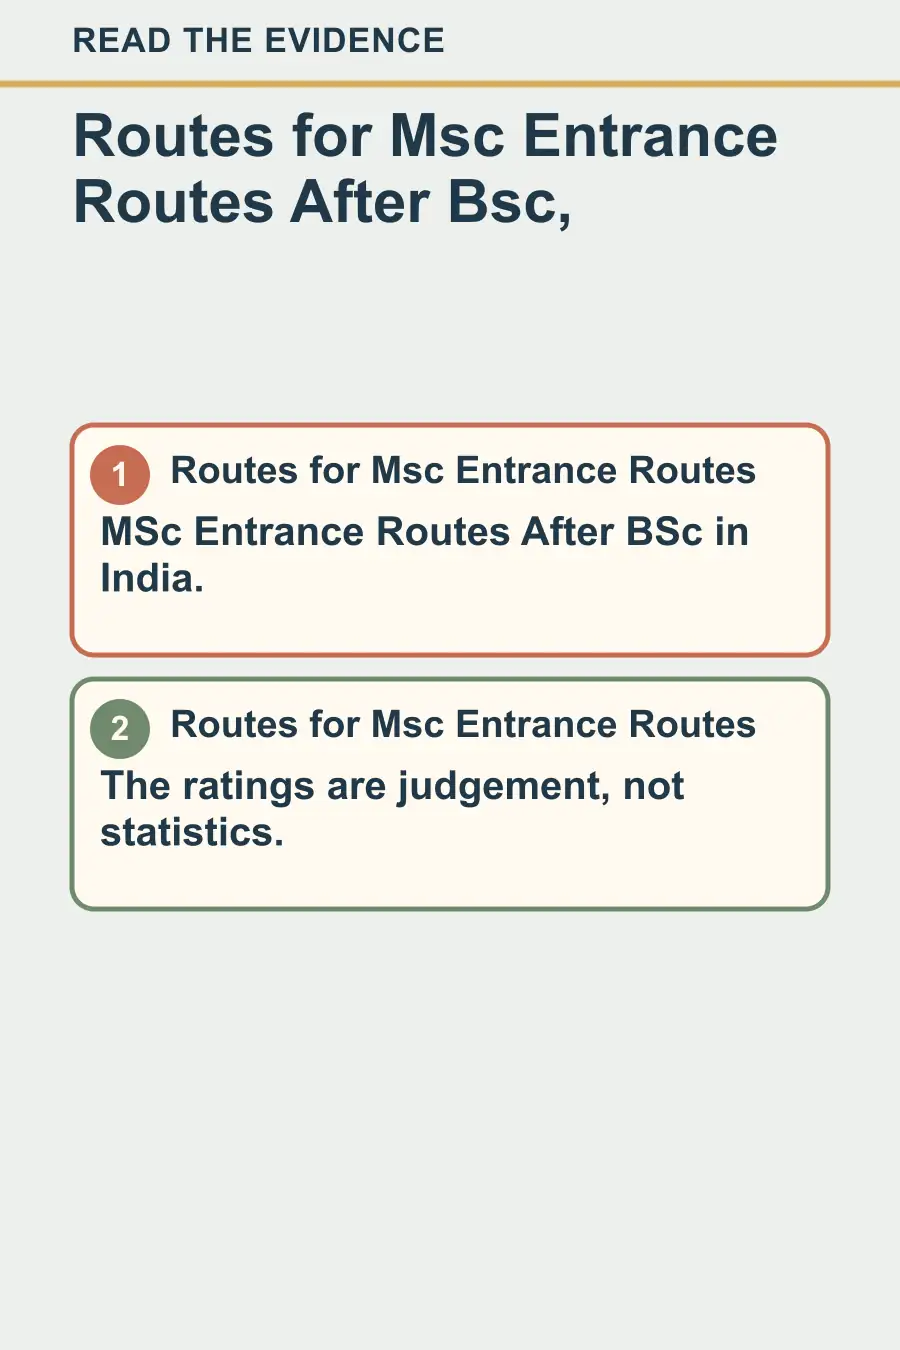 READ THE EVIDENCE
Routes for Msc Entrance
Routes After Bsc,
1
Routes for Msc Entrance Routes
MSc Entrance Routes After BSc in
India.
2
Routes for Msc Entrance Routes
The ratings are judgement, not
statistics.